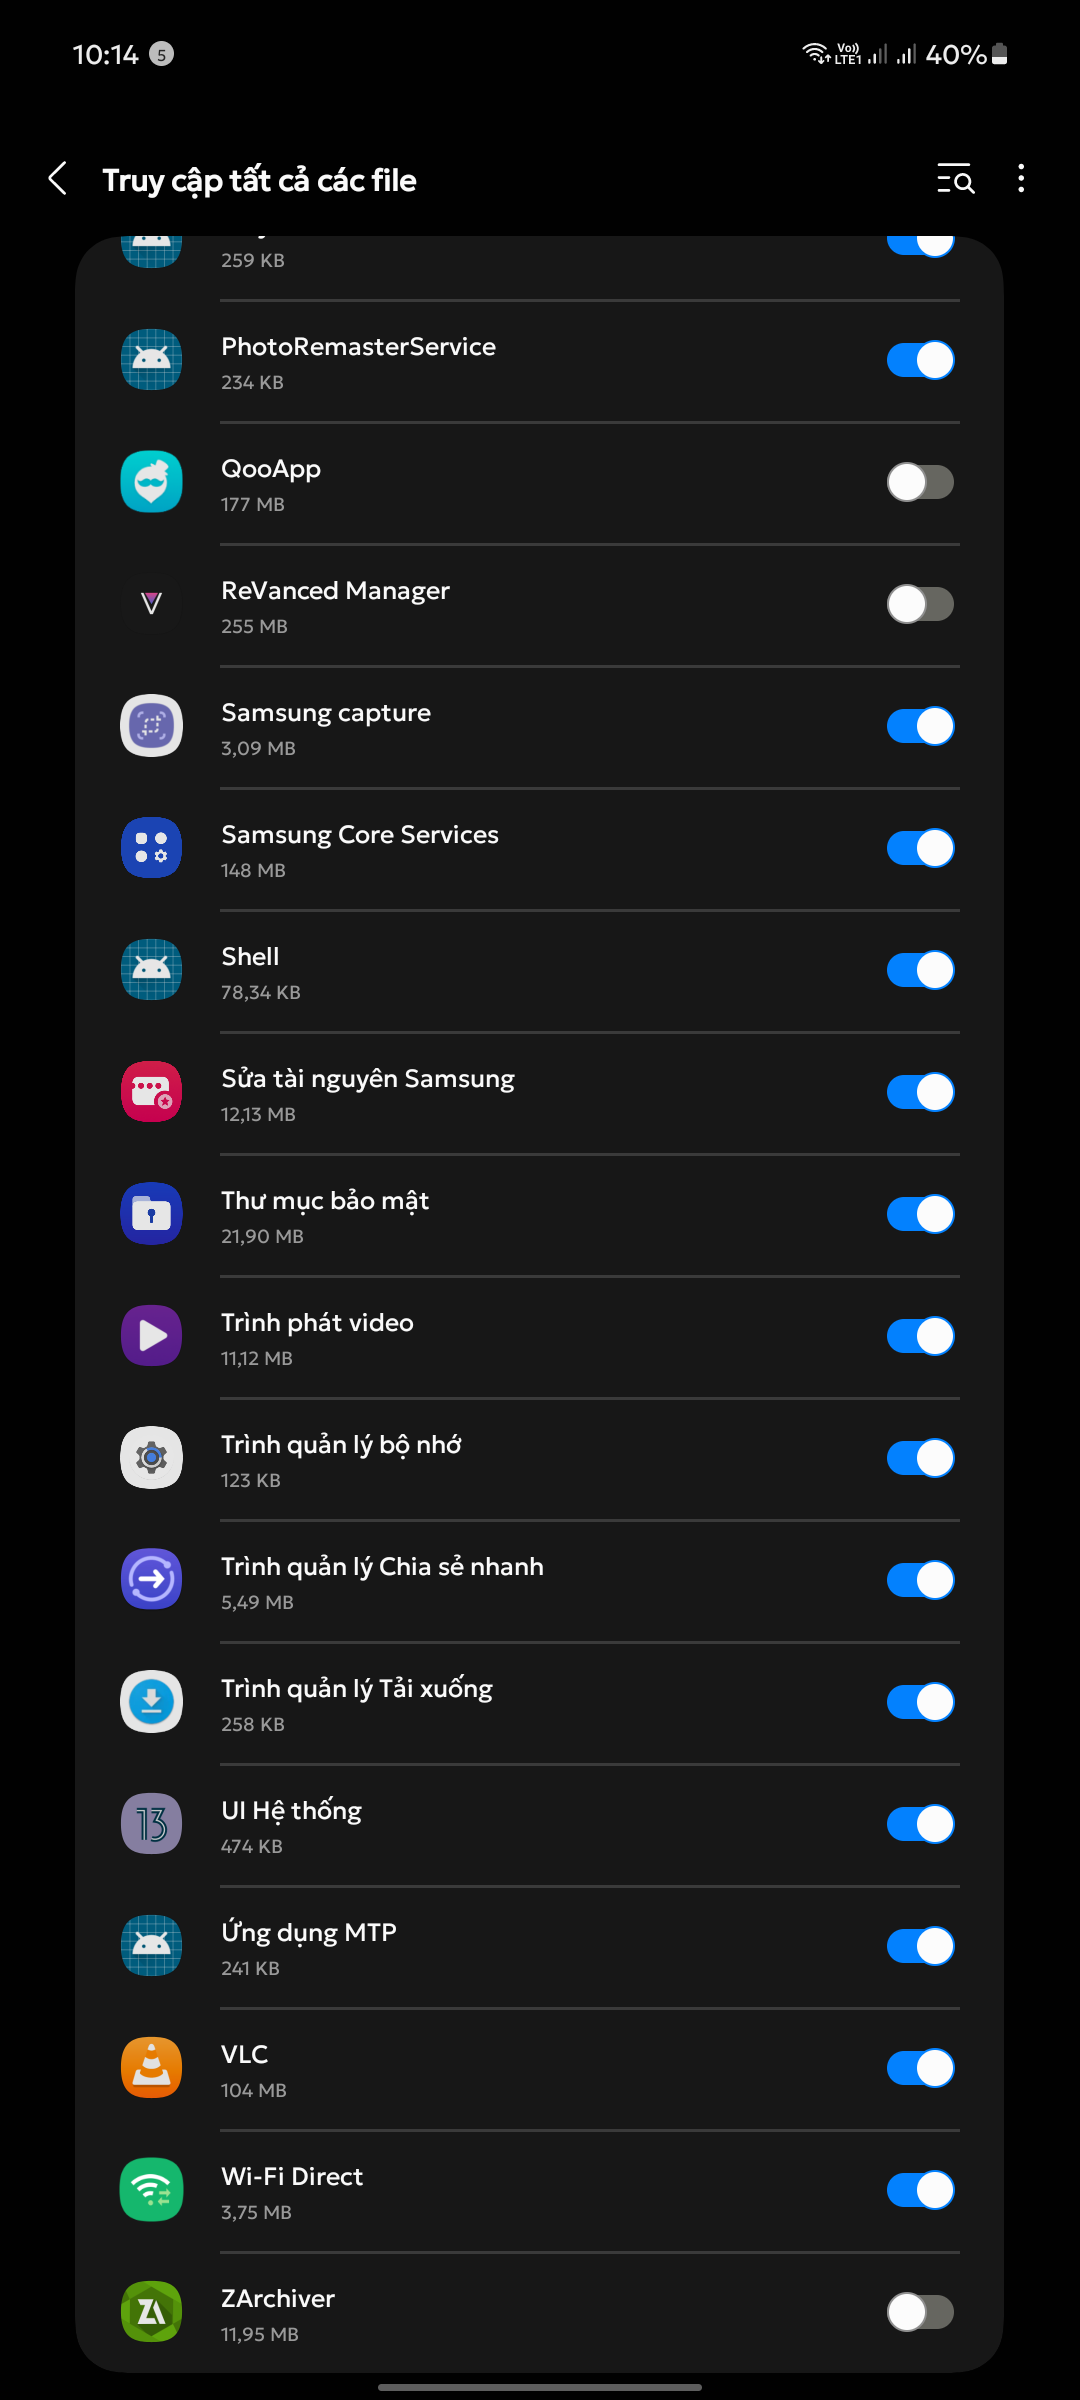 10:14 5 Vo)) LTE1 40%
Truy cập tất cả các file
259 KB
PhotoRemasterService
234 KB
QooApp
177 MB
ReVanced Manager
255 MB
Samsung capture
3,09 MB
Samsung Core Services
148 MB
Shell
78,34 KB
Sửa tài nguyên Samsung
12,13 MB
Thư mục bảo mật
21,90 MB
Trình phát video
11,12 MB
Trình quản lý bộ nhớ
123 KB
Trình quản lý Chia sẻ nhanh
5,49 MB
Trình quản lý Tải xuống
258 KB
13
UI Hệ thống
474 KB
Ứng dụng MTP
241 KB
VLC
104 MB
Wi-Fi Direct
3,75 MB
ZA
ZArchiver
11,95 MB